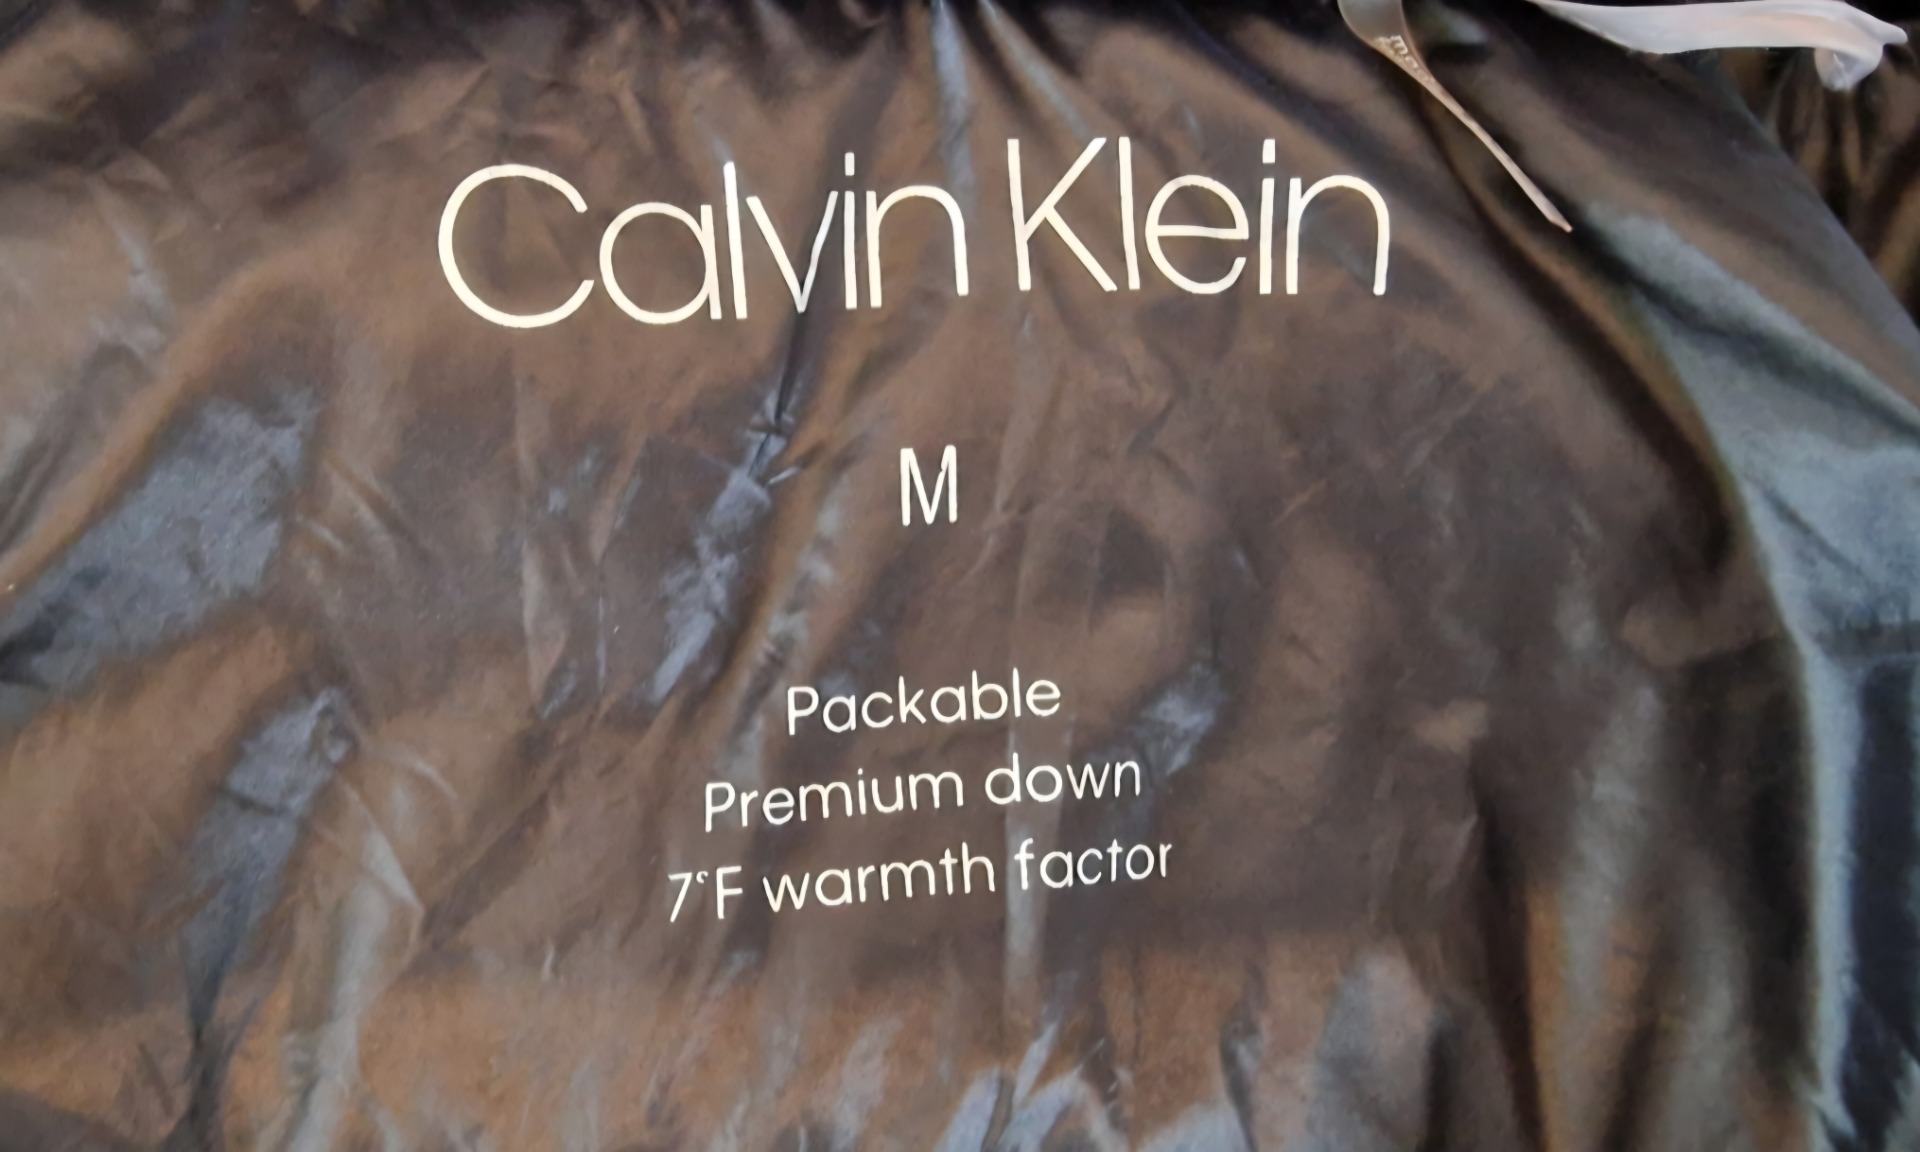 Calvin Klein
M
Packable
Premium down
7°F warmth factor